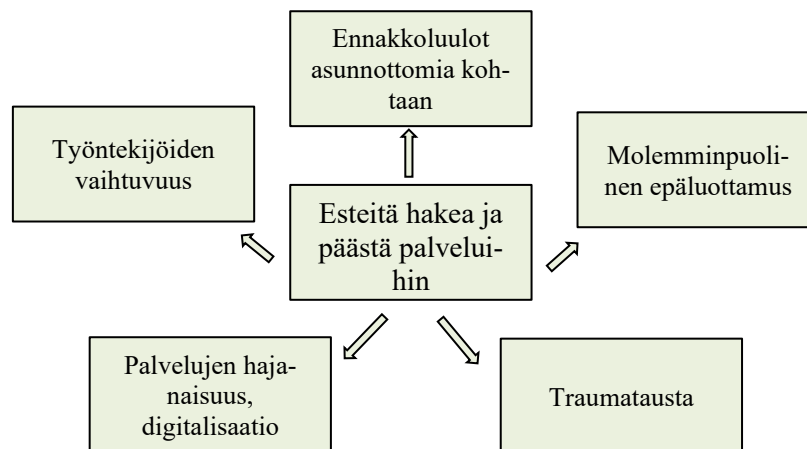 Ennakkoluulot
asunnottomia koh-
taan
Työntekijöiden
vaihtuvuus
Molemminpuoli-
nen epäluottamus
Esteitä hakea ja
päästä palvelui-
hin
Palvelujen haja-
naisuus,
digitalisaatio
Traumatausta